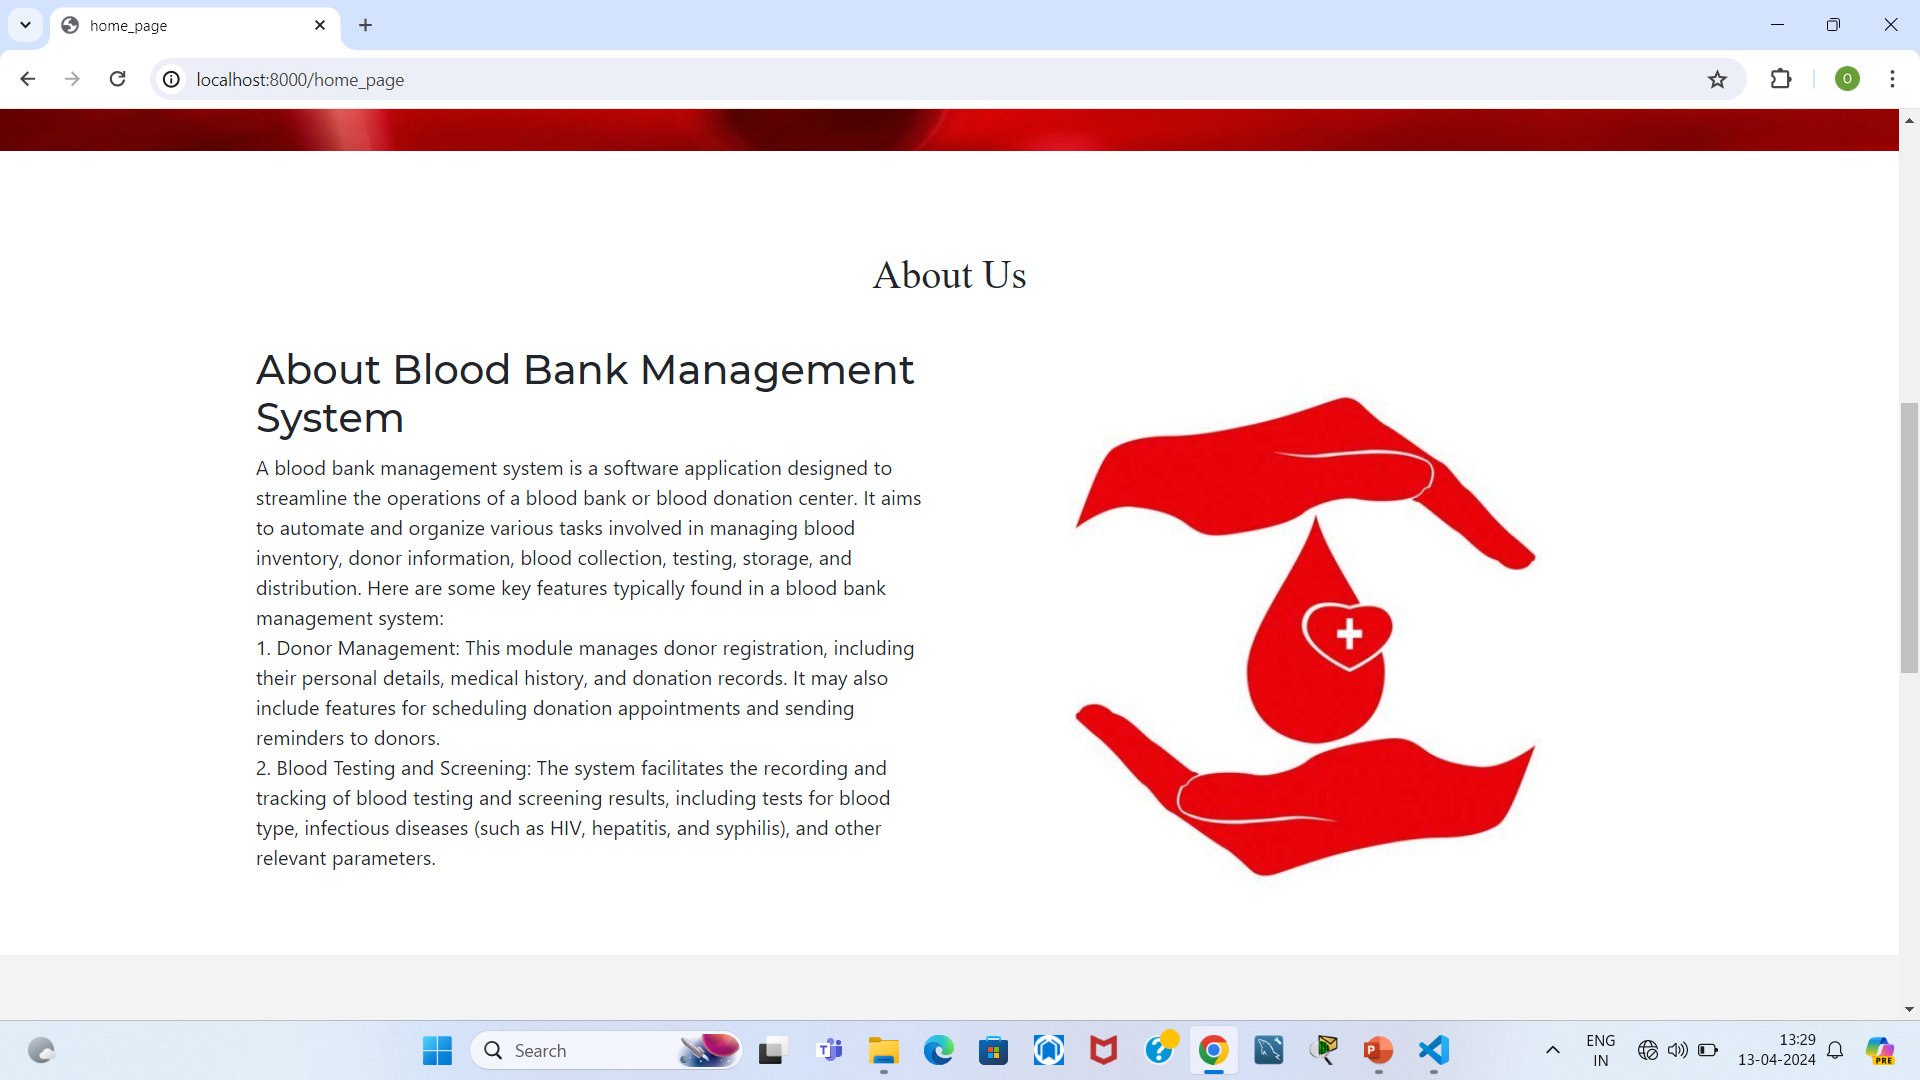 home_page
localhost:8000/home_page
O
About Us
About Blood Bank Management
System
A blood bank management system is a software application designed to
streamline the operations of a blood bank or blood donation center. It aims
to automate and organize various tasks involved in managing blood
inventory, donor information, blood collection, testing, storage, and
distribution. Here are some key features typically found in a blood bank
management system:
1. Donor Management: This module manages donor registration, including
their personal details, medical history, and donation records. It may also
include features for scheduling donation appointments and sending
reminders to donors.
2. Blood Testing and Screening: The system facilitates the recording and
tracking of blood testing and screening results, including tests for blood
type, infectious diseases (such as HIV, hepatitis, and syphilis), and other
relevant parameters.
Search
ENG
IN
13:29
13-04-2024
PRE